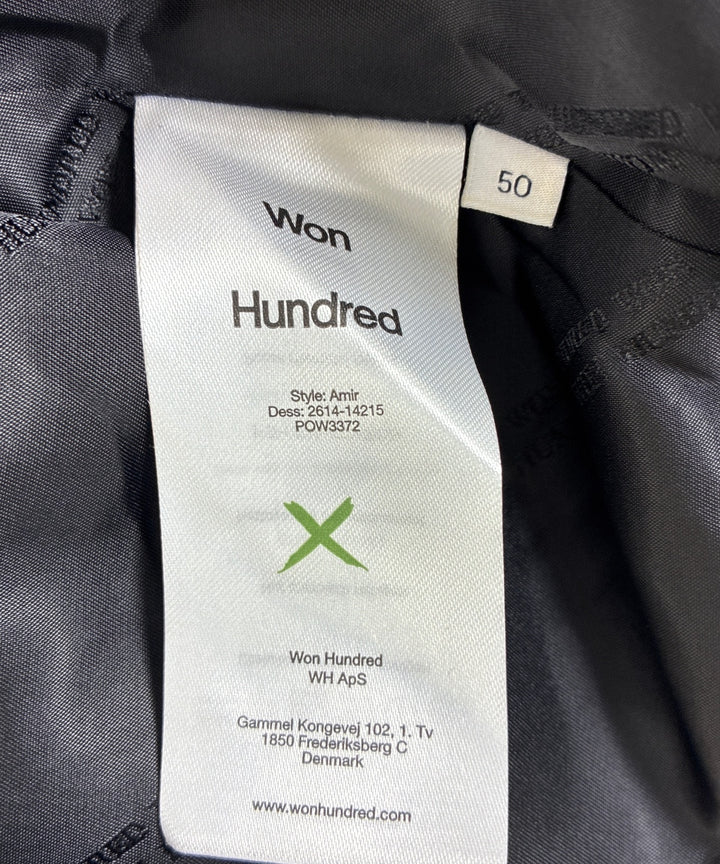 Won
Hundred
50
Style: Amir
Dess: 2614-14215
POW3372
Won Hundred
WH ApS
Gammel Kongevej 102, 1. Tv
1850 Frederiksberg C
Denmark
www.wonhundred.com